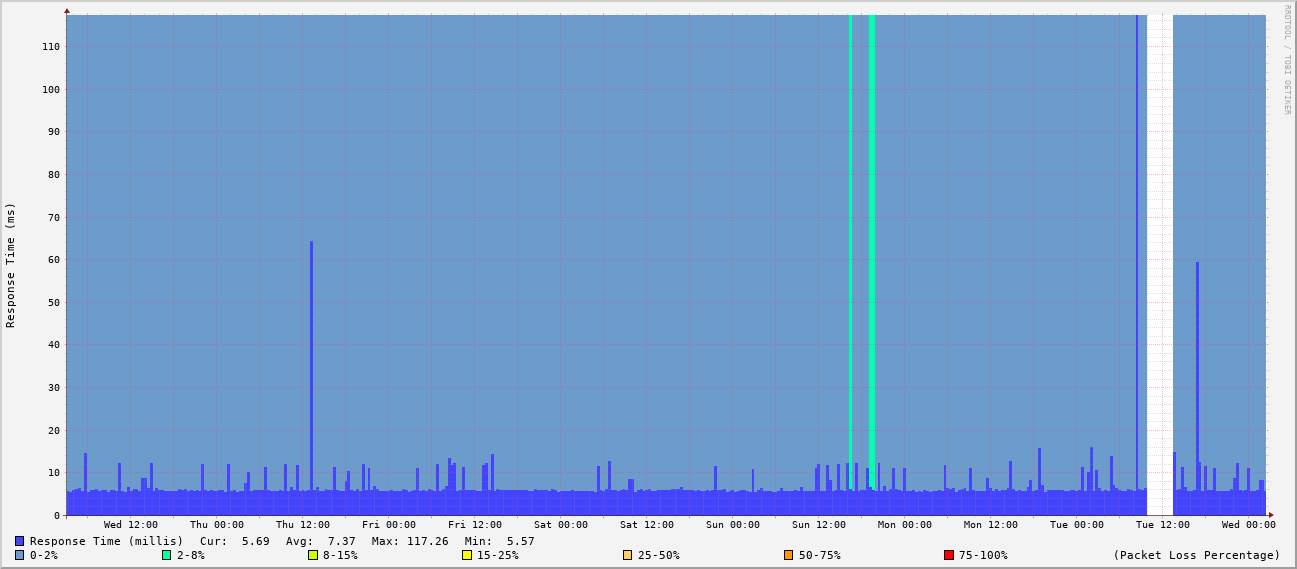 RRDTOOL / TOBI OETIKER
Response Time (ms)
110
100
90
80
70
60
50
40
30
20
10
0
Wed 12:00 Thu 00:00 Thu 12:00 Fri 00:00 Fri 12:00 Sat 00:00 Sat 12:00 Sun 00:00 Sun 12:00 Mon 00:00 Mon 12:00 Tue 00:00 Tue 12:00 Wed 00:00
Response Time (millis) Cur: 5.69 Avg: 7.37 Max: 117.26 Min: 5.57
0-2% 2-8% 8-15% 15-25% 25-50% 50-75% 75-100% (Packet Loss Percentage)